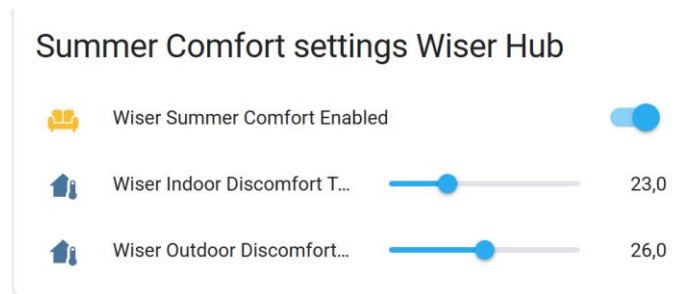 Summer Comfort settings Wiser Hub
Wiser Summer Comfort Enabled
Wiser Indoor Discomfort T... 23,0
Wiser Outdoor Discomfort... 26,0